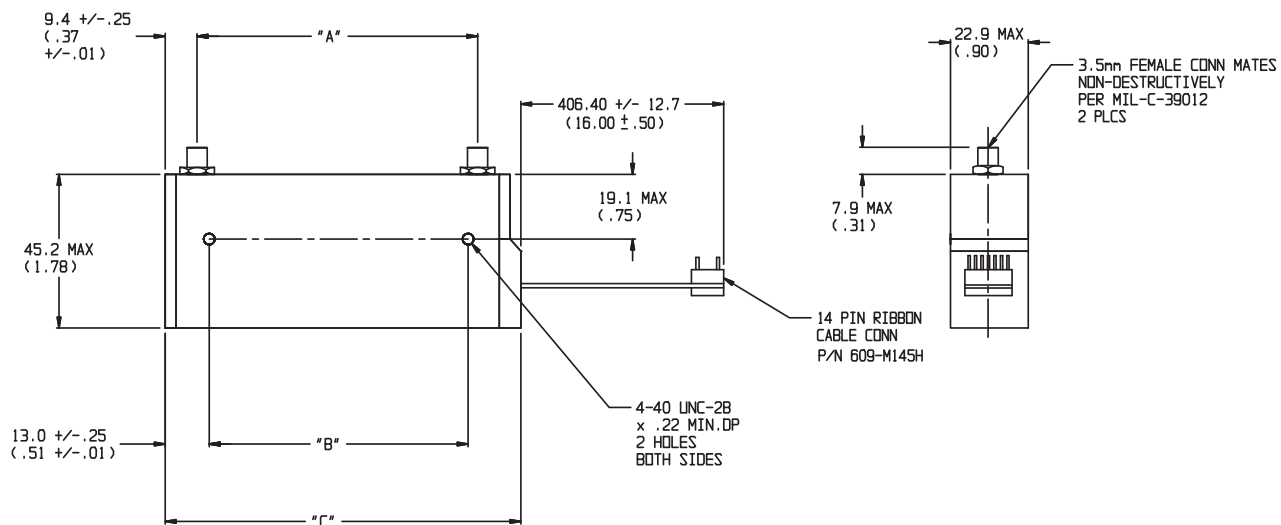 9.4 +/-.25
(.37
+/-.01)
"A"
22.9 MAX
(.90)
3.5mm FEMALE CONN MATES
NON-DESTRUCTIVELY
PER MIL-C-39012
2 PLCS
406.40 +/- 12.7
(16.00 ± .50)
19.1 MAX
(.75)
7.9 MAX
(.31)
45.2 MAX
(1.78)
14 PIN RIBBON
CABLE CONN
P/N 609-M145H
4-40 UNC-2B
x .22 MIN.DP
2 HOLES
BOTH SIDES
13.0 +/-.25
(.51 +/-.01)
"B"
"C"